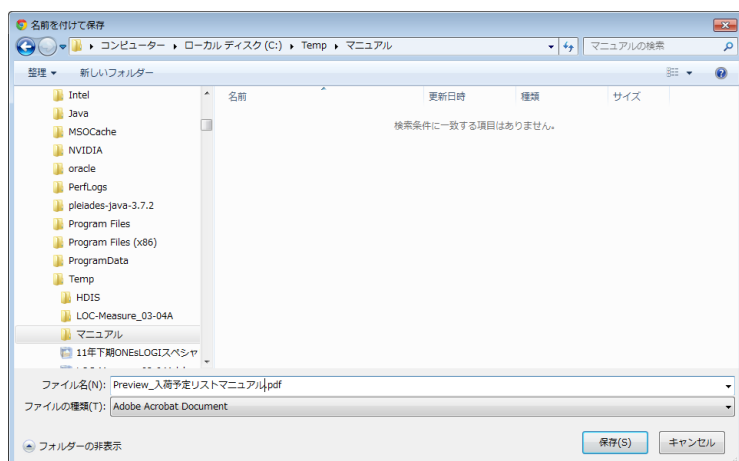 名前を付けて保存
コンピューター ▸ ローカル ディスク (C:) ▸ Temp ▸ マニュアル
マニュアルの検索
整理 新しいフォルダー
名前 更新日時 種類 サイズ
検索条件に一致する項目はありません。
Intel
Java
MSOCache
NVIDIA
oracle
PerfLogs
pleiades-java-3.7.2
Program Files
Program Files (x86)
ProgramData
Temp
HDIS
LOC-Measure_03-04A
マニュアル
11年下期ONEsLOGIスペシャ
ファイル名(N): Preview_入荷予定リストマニュアル.pdf
ファイルの種類(T): Adobe Acrobat Document
フォルダーの非表示
保存(S) キャンセル